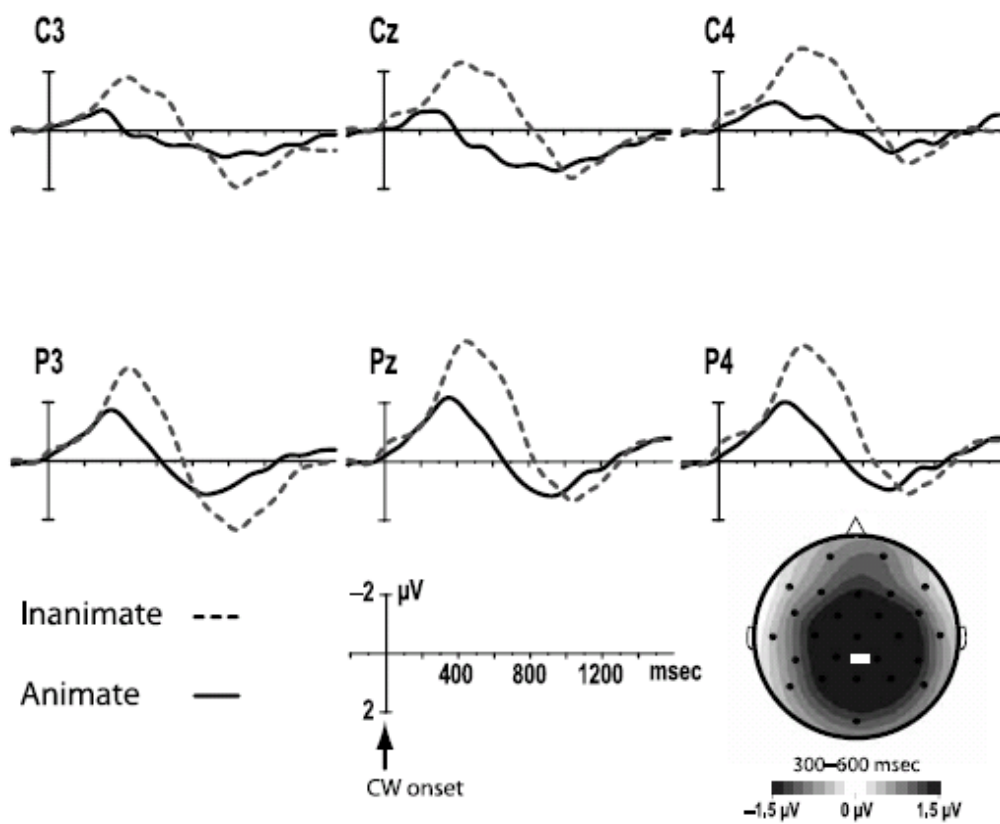 C3 Cz C4
P3 Pz P4
Inanimate
Animate
–2 µV
400 800 1200 msec
2
CW onset
300–600 msec
–1.5 µV 0 µV 1.5 µV